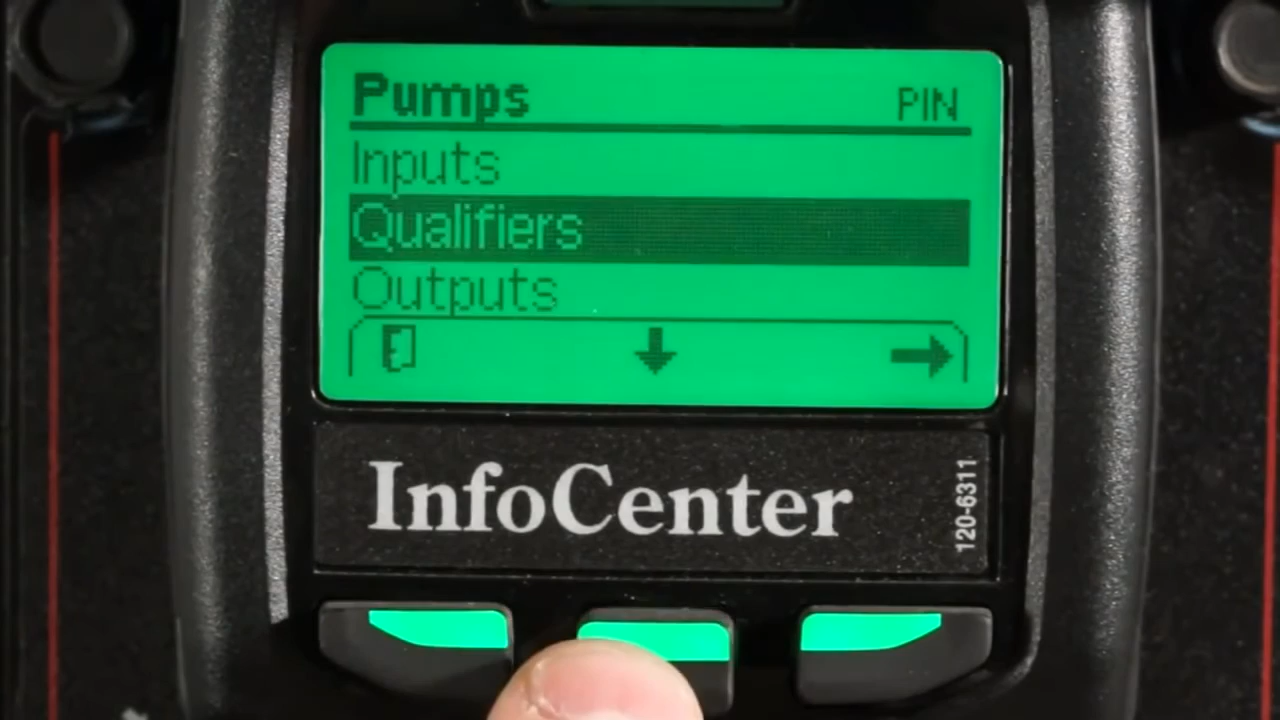 Pumps PIN
Inputs
Qualifiers
Outputs
InfoCenter
120-6311